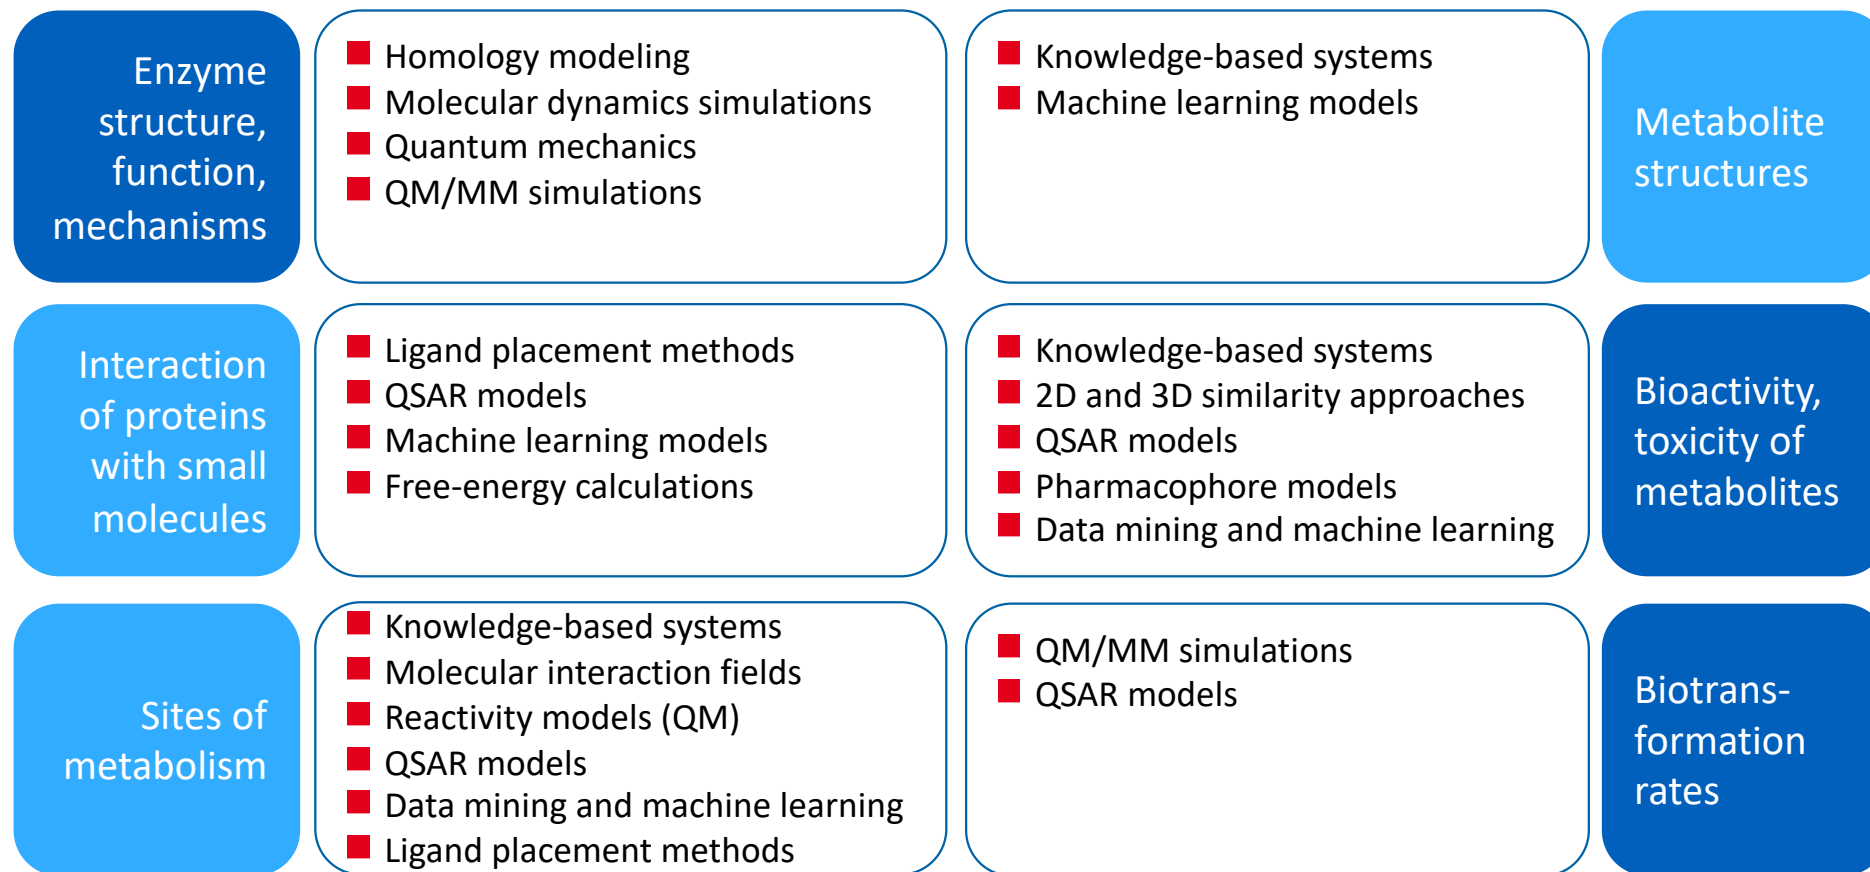 Enzyme
structure,
function,
mechanisms
Homology modeling
Molecular dynamics simulations
Quantum mechanics
QM/MM simulations
Knowledge-based systems
Machine learning models
Metabolite
structures
Interaction
of proteins
with small
molecules
Ligand placement methods
QSAR models
Machine learning models
Free-energy calculations
Knowledge-based systems
2D and 3D similarity approaches
QSAR models
Pharmacophore models
Data mining and machine learning
Bioactivity,
toxicity of
metabolites
Sites of
metabolism
Knowledge-based systems
Molecular interaction fields
Reactivity models (QM)
QSAR models
Data mining and machine learning
Ligand placement methods
QM/MM simulations
QSAR models
Biotrans-
formation
rates